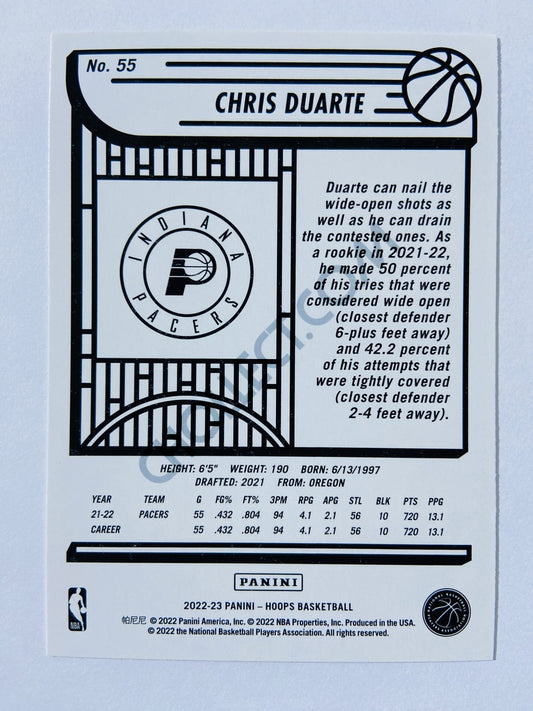 No. 55
CHRIS DUARTE
INDIANA
PACERS
Duarte can nail the
wide-open shots as
well as he can drain
the contested ones. As
a rookie in 2021-22,
he made 50 percent
of his tries that were
considered wide open
(closest defender
6-plus feet away)
and 42.2 percent
of his attempts that
were tightly covered
(closest defender
2-4 feet away).
HEIGHT: 6'5" WEIGHT: 190 BORN: 6/13/1997
DRAFTED: 2021 FROM: OREGON
YEAR TEAM G FG% FT% 3PM RPG APG STL BLK PTS PPG
21-22 PACERS 55 .432 .804 94 4.1 2.1 56 10 720 13.1
CAREER 55 .432 .804 94 4.1 2.1 56 10 720 13.1
PANINI
2022-23 PANINI – HOOPS BASKETBALL
帕尼尼 © 2022 Panini America, Inc. © 2022 NBA Properties, Inc. Produced in the USA.
© 2022 the National Basketball Players Association. All rights reserved.
NBA
NATIONAL BASKETBALL
PLAYERS ASSOCIATION